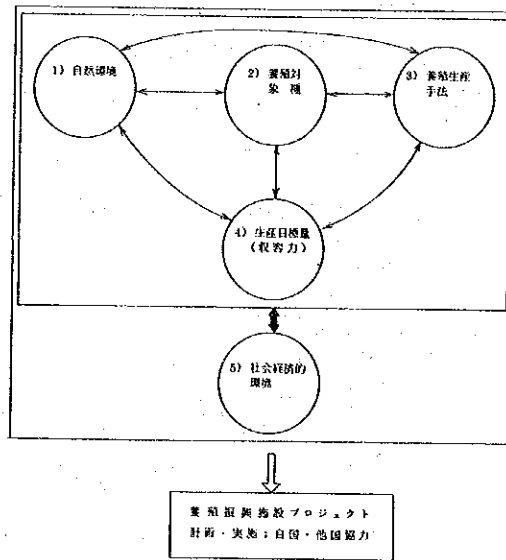 1) 自然環境
2) 養殖対
象 種
3) 養殖生産
手法
4) 生産目標量
(収容力)
5) 社会経済的
環境
養殖振興施設プロジェクト
計画・実施;自国・他国協力